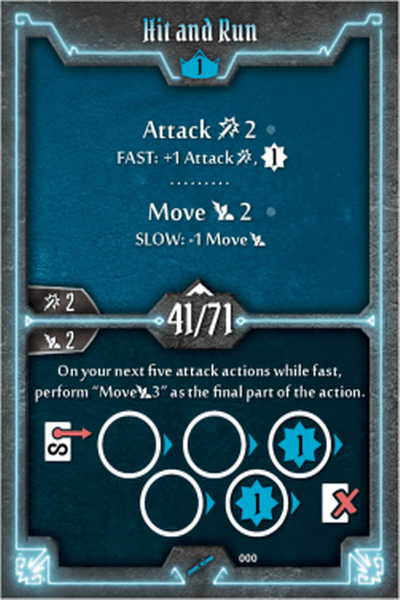 Hit and Run
1
Attack 2
FAST: +1 Attack, 1
Move 2
SLOW: -1 Move
2
41/71
2
On your next five attack actions while fast,
perform “Move 3” as the final part of the action.
1
1
000